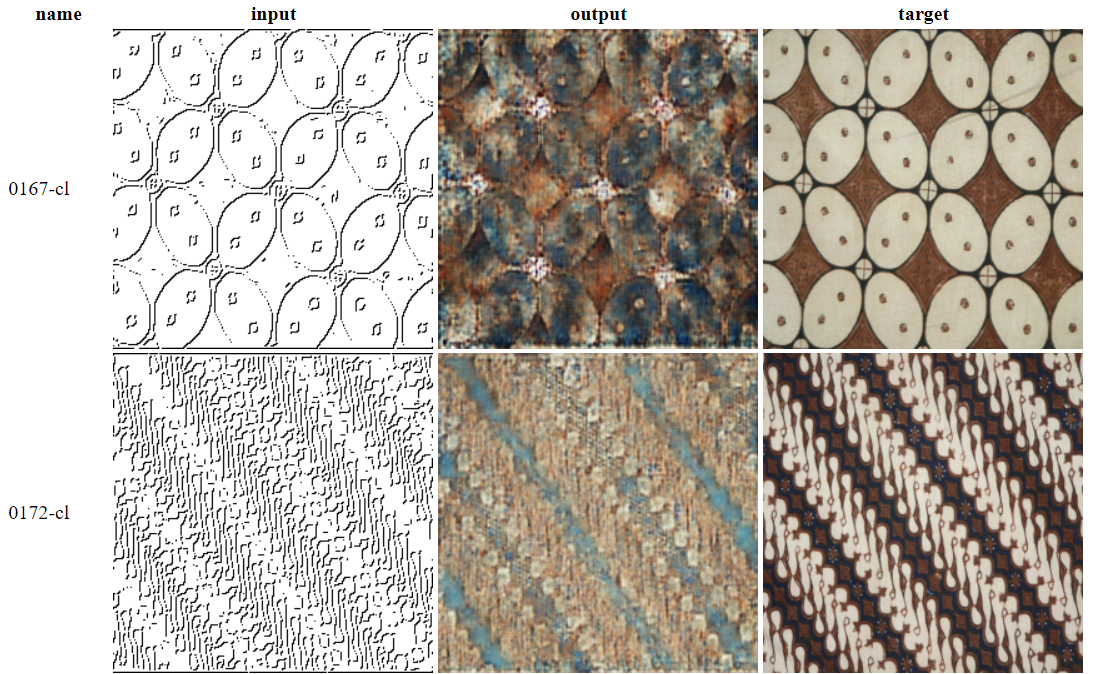 name input output target
0167-cl
0172-cl